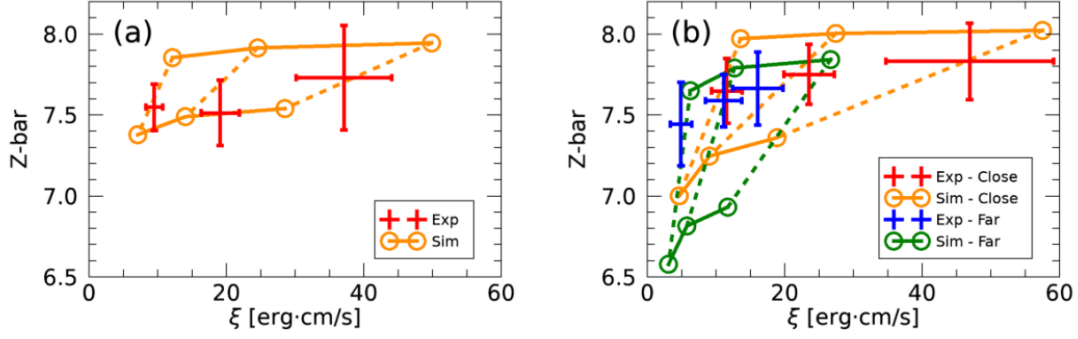 (a)
8.0
7.5
7.0
6.5
Z-bar
0 20 40 60
ξ [erg·cm/s]
Exp
Sim
(b)
8.0
7.5
7.0
6.5
Z-bar
0 20 40 60
ξ [erg·cm/s]
Exp - Close
Sim - Close
Exp - Far
Sim - Far